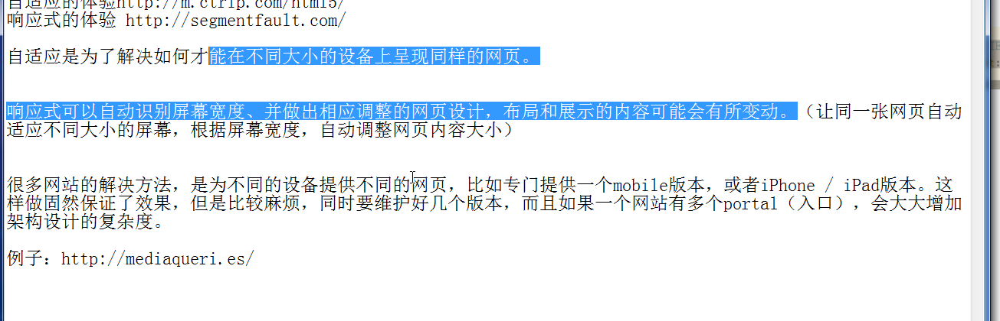 自适应的体验http://m.ctrip.com/html5/
响应式的体验 http://segmentfault.com/
自适应是为了解决如何才能在不同大小的设备上呈现同样的网页。
响应式可以自动识别屏幕宽度、并做出相应调整的网页设计，布局和展示的内容可能会有所变动。（让同一张网页自动
适应不同大小的屏幕，根据屏幕宽度，自动调整网页内容大小）
很多网站的解决方法，是为不同的设备提供不同的网页，比如专门提供一个mobile版本，或者iPhone / iPad版本。这
样做固然保证了效果，但是比较麻烦，同时要维护好几个版本，而且如果一个网站有多个portal（入口），会大大增加
架构设计的复杂度。
例子：http://mediaqueri.es/